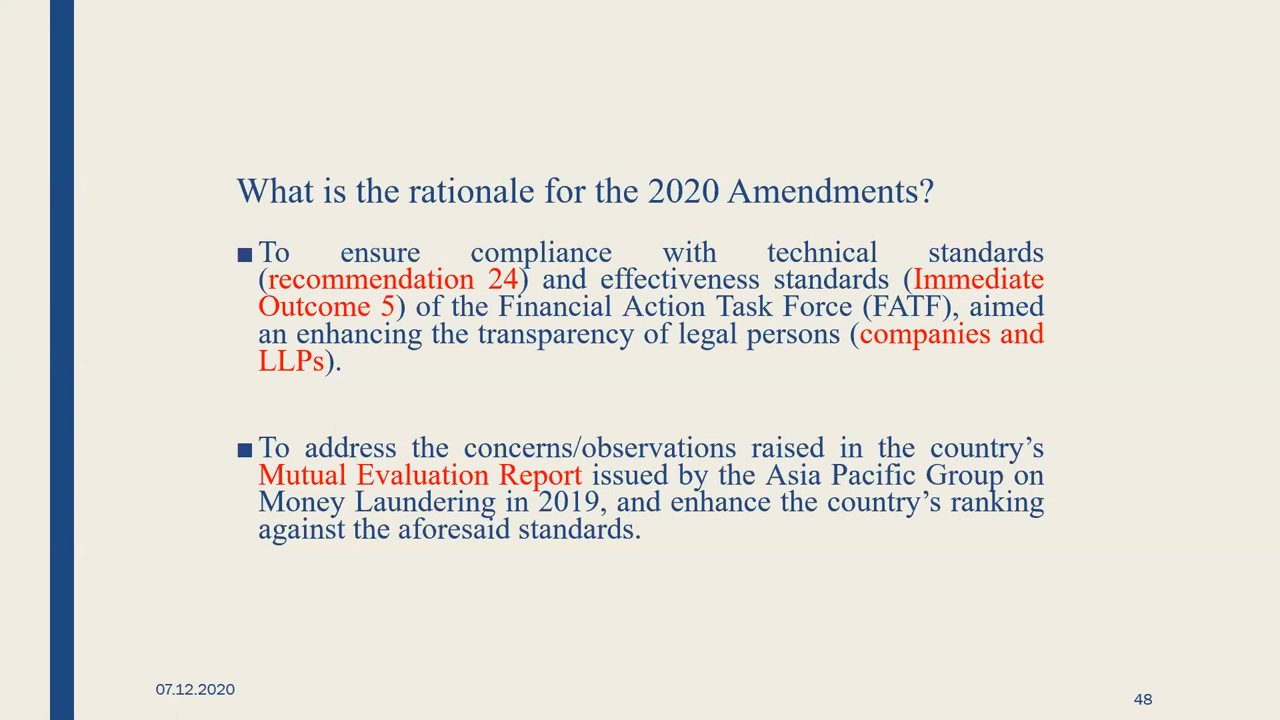 What is the rationale for the 2020 Amendments?
■ To ensure compliance with technical standards
(recommendation 24) and effectiveness standards (Immediate
Outcome 5) of the Financial Action Task Force (FATF), aimed
an enhancing the transparency of legal persons (companies and
LLPs).
■ To address the concerns/observations raised in the country’s
Mutual Evaluation Report issued by the Asia Pacific Group on
Money Laundering in 2019, and enhance the country’s ranking
against the aforesaid standards.
07.12.2020
48